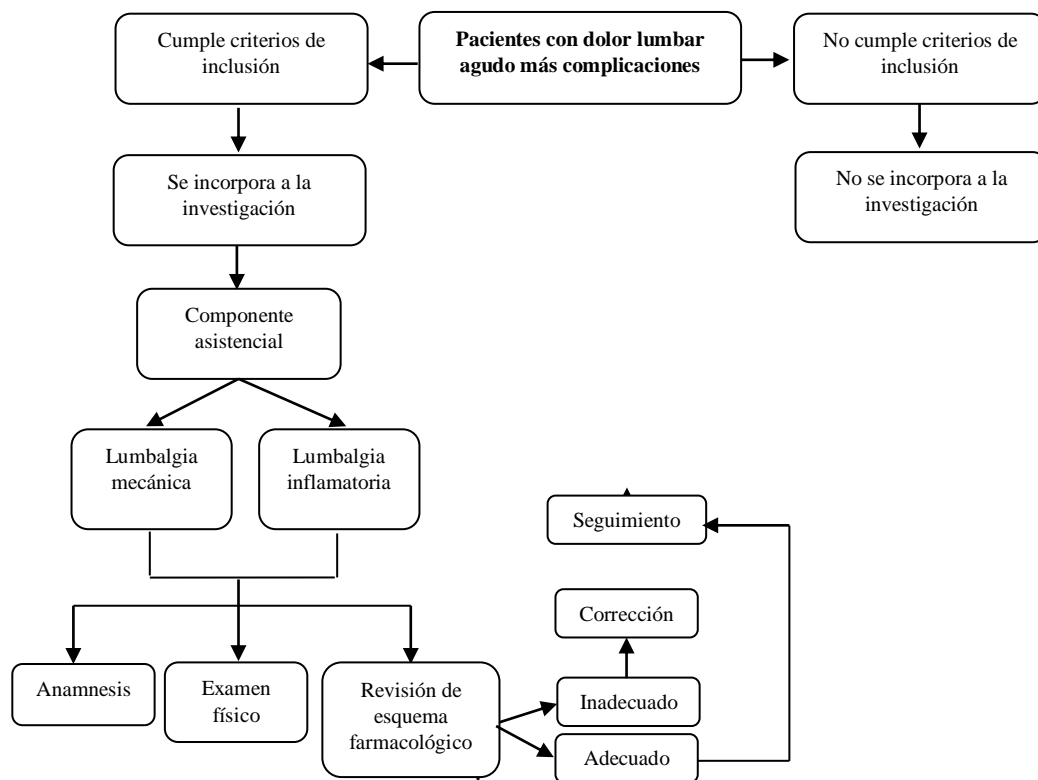 Cumple criterios de
inclusión
Pacientes con dolor lumbar
agudo más complicaciones
No cumple criterios de
inclusión
Se incorpora a la
investigación
No se incorpora a la
investigación
Componente
asistencial
Lumbalgia
mecánica
Lumbalgia
inflamatoria
Seguimiento
Corrección
Anamnesis
Examen
físico
Revisión de
esquema
farmacológico
Inadecuado
Adecuado